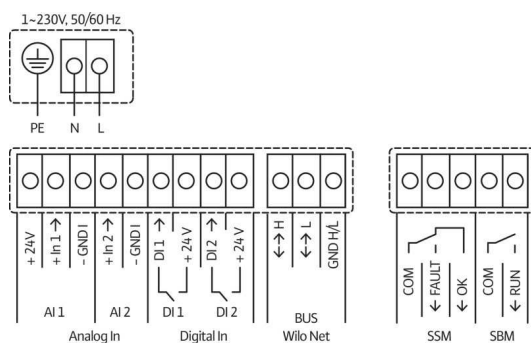 1~230V, 50/60 Hz
PE N L
+ 24 V
+ In 1 →
- GND I
+ In 2 →
- GND I
DI 1 →
+ 24 V
DI 2 →
+ 24 V
↔ H
↔ L
GND H/L
COM
← FAULT
← OK
COM
← RUN
AI 1 AI 2 DI 1 DI 2 BUS
Analog In Digital In Wilo Net SSM SBM